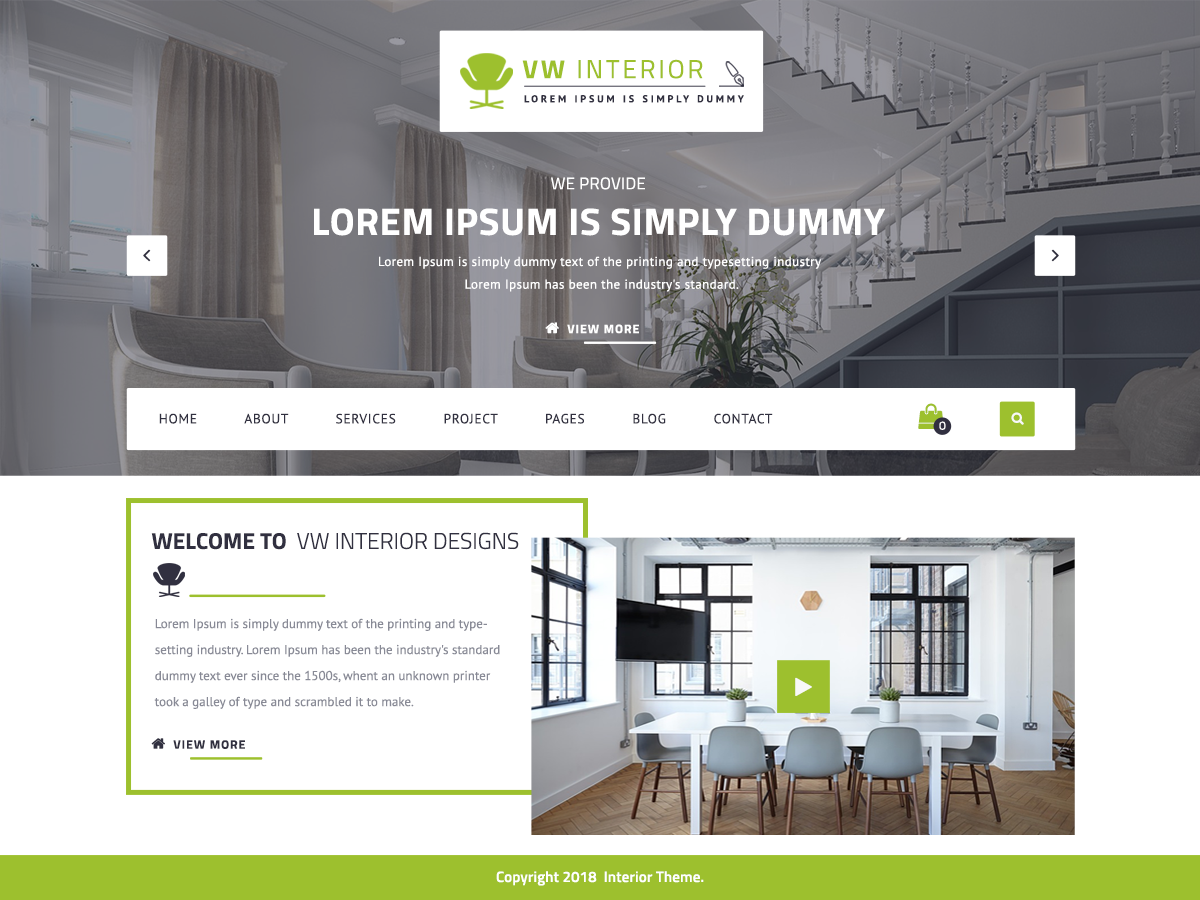 VW INTERIOR
LOREM IPSUM IS SIMPLY DUMMY
WE PROVIDE
LOREM IPSUM IS SIMPLY DUMMY
Lorem Ipsum is simply dummy text of the printing and typesetting industry
Lorem Ipsum has been the industry's standard.
VIEW MORE
HOME ABOUT SERVICES PROJECT PAGES BLOG CONTACT 0
WELCOME TO VW INTERIOR DESIGNS
Lorem Ipsum is simply dummy text of the printing and type-
setting industry. Lorem Ipsum has been the industry's standard
dummy text ever since the 1500s, whent an unknown printer
took a galley of type and scrambled it to make.
VIEW MORE
Copyright 2018 Interior Theme.